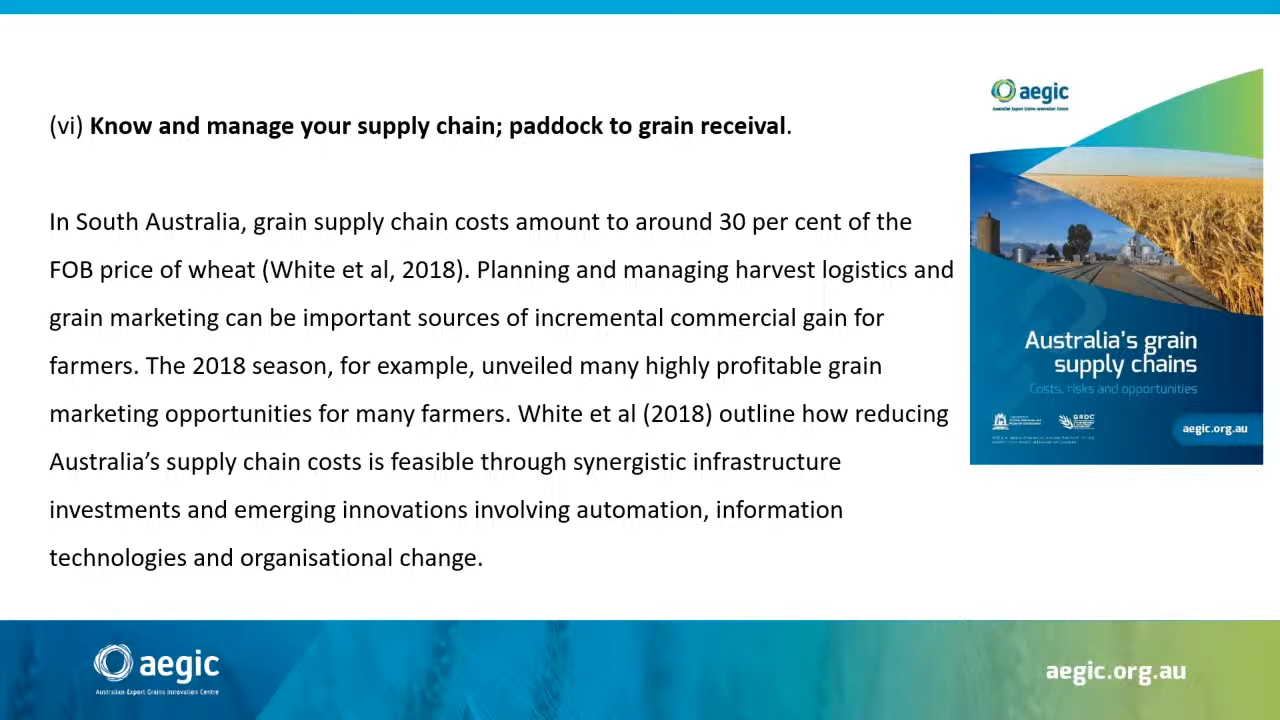 (vi) Know and manage your supply chain; paddock to grain receival.
In South Australia, grain supply chain costs amount to around 30 per cent of the
FOB price of wheat (White et al, 2018). Planning and managing harvest logistics and
grain marketing can be important sources of incremental commercial gain for
farmers. The 2018 season, for example, unveiled many highly profitable grain
marketing opportunities for many farmers. White et al (2018) outline how reducing
Australia’s supply chain costs is feasible through synergistic infrastructure
investments and emerging innovations involving automation, information
technologies and organisational change.
aegic
Australian Export Grains Innovation Centre
Australia's grain
supply chains
Costs, risks and opportunities
GRDC
aegic.org.au
aegic
Australian Export Grains Innovation Centre
aegic.org.au